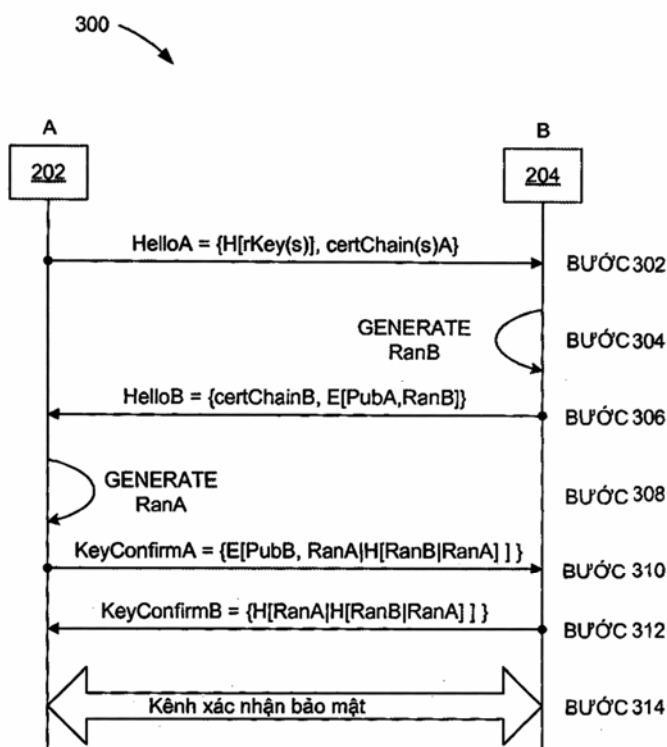 300
A
B
202
204
HelloA = {H[rKey(s)], certChain(s)A}
BƯỚC 302
GENERATE
RanB
BƯỚC 304
HelloB = {certChainB, E[PubA,RanB]}
BƯỚC 306
GENERATE
RanA
BƯỚC 308
KeyConfirmA = {E[PubB, RanA|H[RanB|RanA] ] }
BƯỚC 310
KeyConfirmB = {H[RanA|H[RanB|RanA] ] }
BƯỚC 312
Kênh xác nhận bảo mật
BƯỚC 314